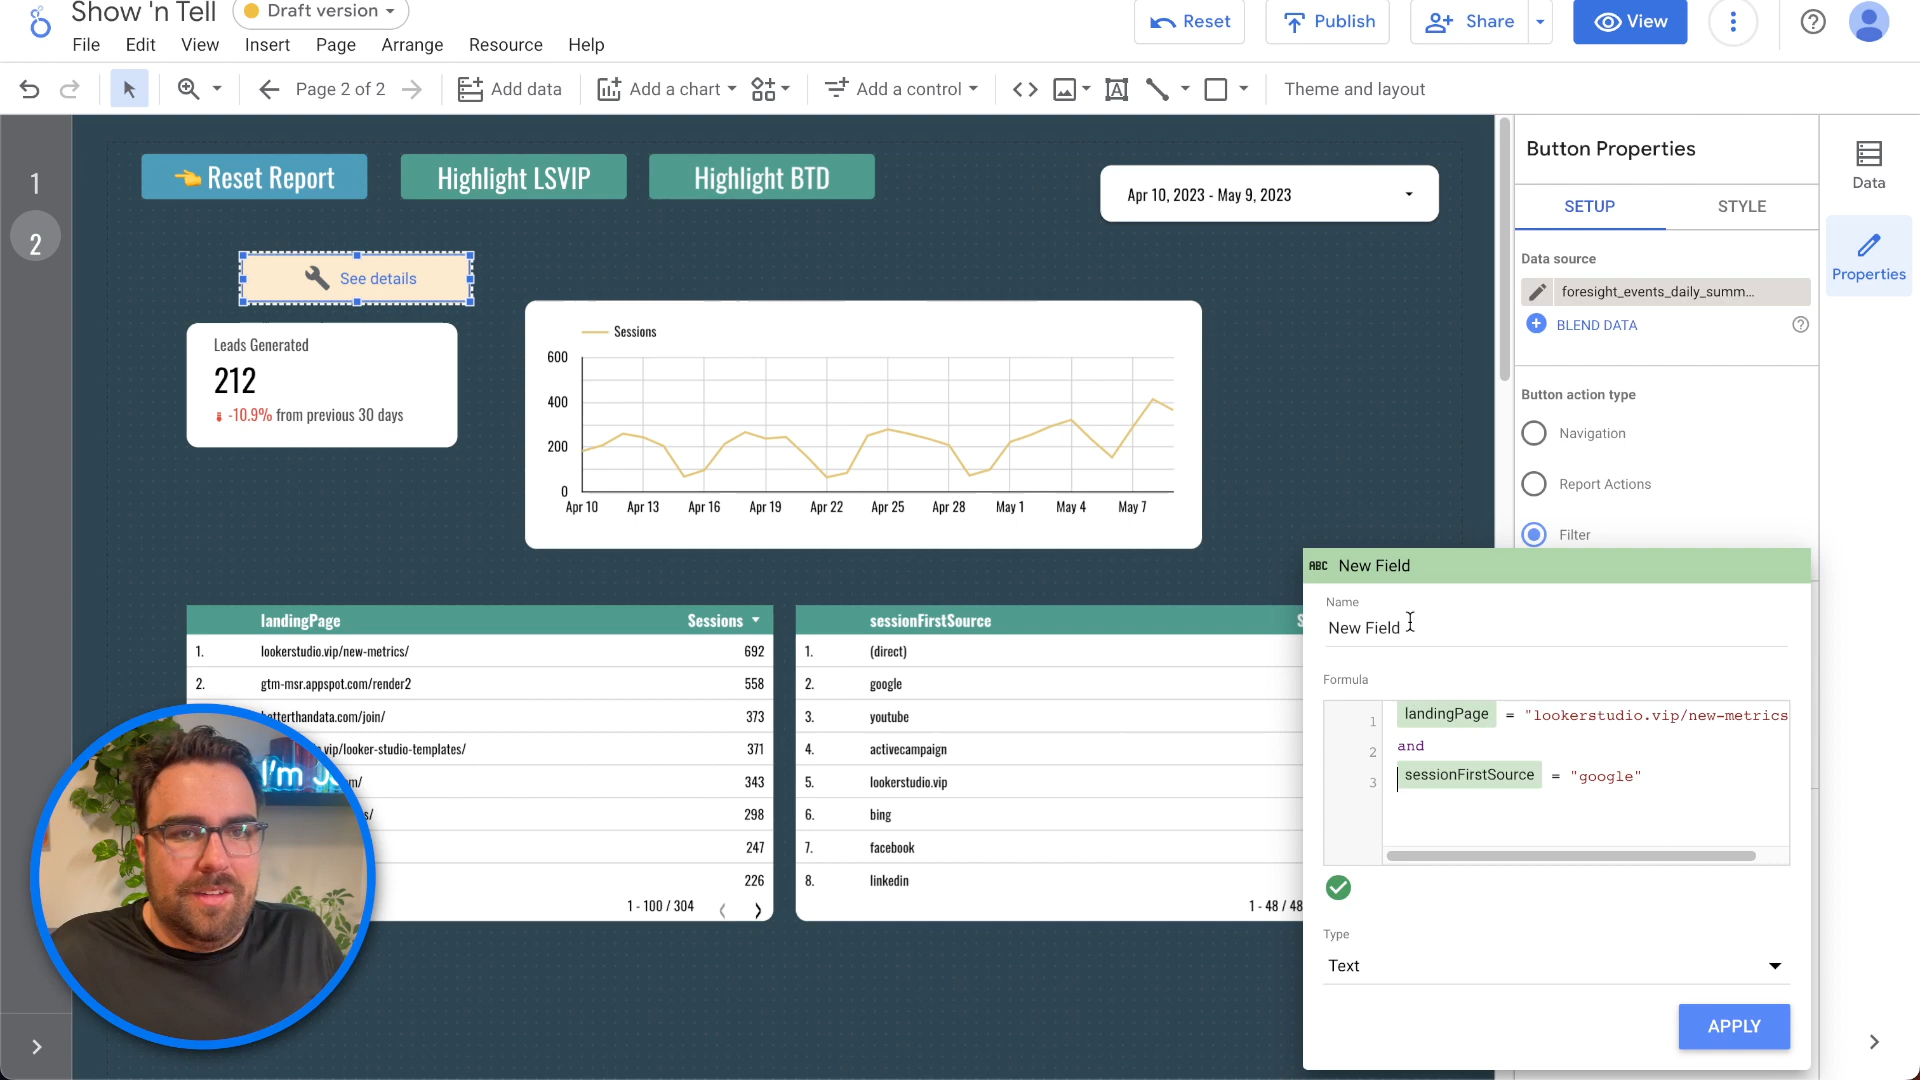 Show 'n Tell
Draft version
Reset
Publish
Share
View
File Edit View Insert Page Arrange Resource Help
Page 2 of 2
Add data
Add a chart
Add a control
Theme and layout
1
2
👈 Reset Report
Highlight LSVIP
Highlight BTD
Apr 10, 2023 - May 9, 2023
See details
Leads Generated
212
-10.9% from previous 30 days
Sessions
600
400
200
0
Apr 10 Apr 13 Apr 16 Apr 19 Apr 22 Apr 25 Apr 28 May 1 May 4 May 7
landingPage Sessions
1. lookerstudio.vip/new-metrics/ 692
2. gtm-msr.appspot.com/render2 558
betterthandata.com/join/ 373
vip/looker-studio-templates/ 371
m/ 343
s/ 298
247
226
1 - 100 / 304
sessionFirstSource S
1. (direct)
2. google
3. youtube
4. activecampaign
5. lookerstudio.vip
6. bing
7. facebook
8. linkedin
1 - 48 / 48
I'm J
Button Properties
SETUP
STYLE
Data source
foresight_events_daily_summ...
BLEND DATA
Button action type
Navigation
Report Actions
Filter
Data
Properties
ABC New Field
Name
New Field
Formula
1 landingPage = "lookerstudio.vip/new-metrics
2 and
3 sessionFirstSource = "google"
Type
Text
APPLY